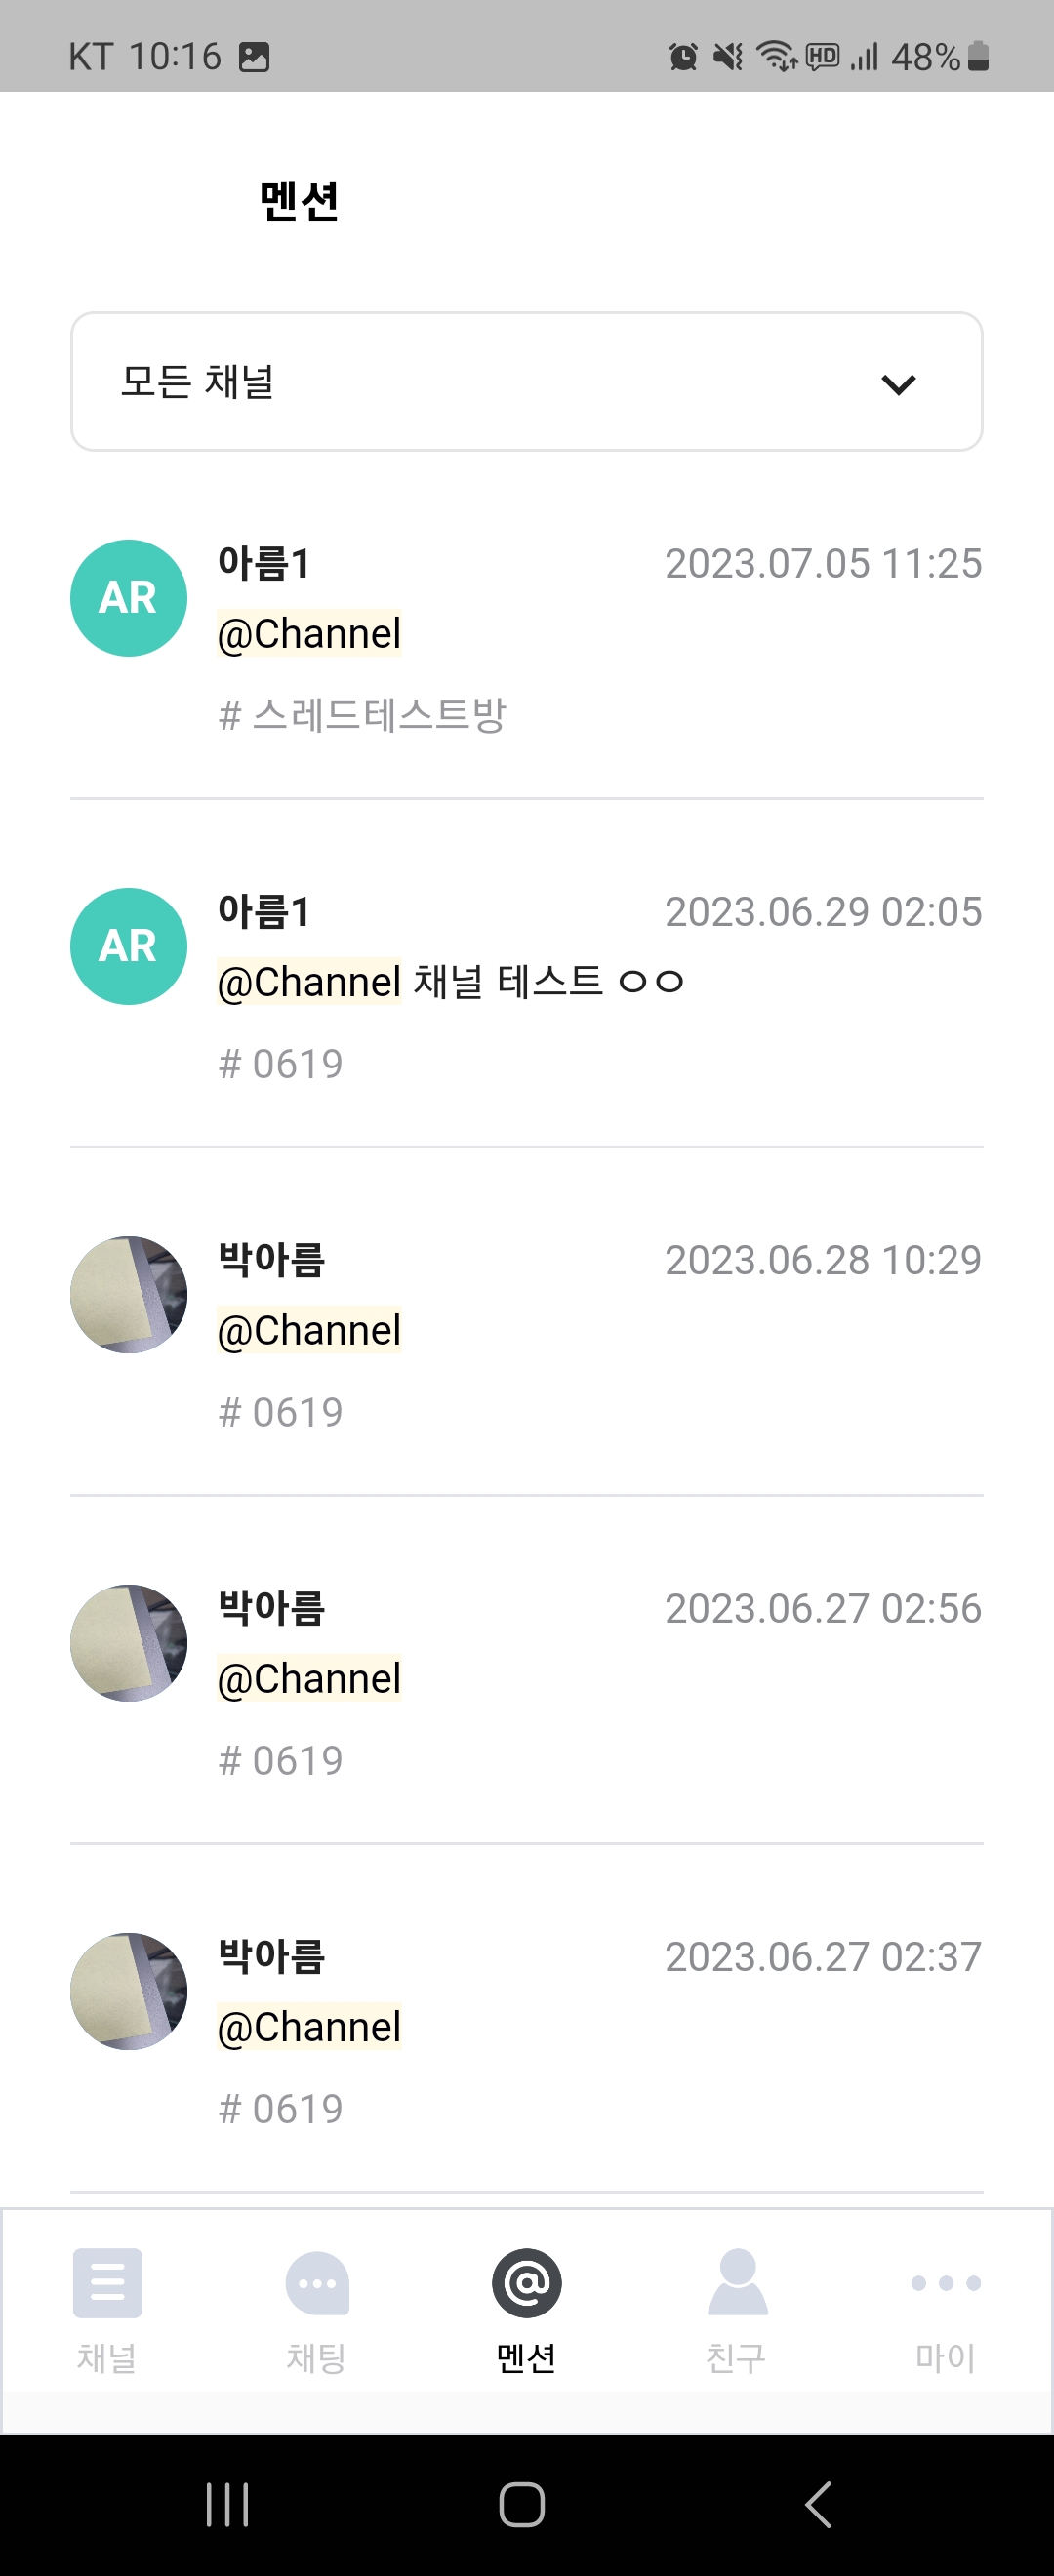 KT 10:16 HD 48%
멘션
모든 채널
AR 아름1 2023.07.05 11:25
@Channel
# 스레드테스트방
AR 아름1 2023.06.29 02:05
@Channel 채널 테스트 ㅇㅇ
# 0619
박아름 2023.06.28 10:29
@Channel
# 0619
박아름 2023.06.27 02:56
@Channel
# 0619
박아름 2023.06.27 02:37
@Channel
# 0619
채널 채팅 멘션 친구 마이